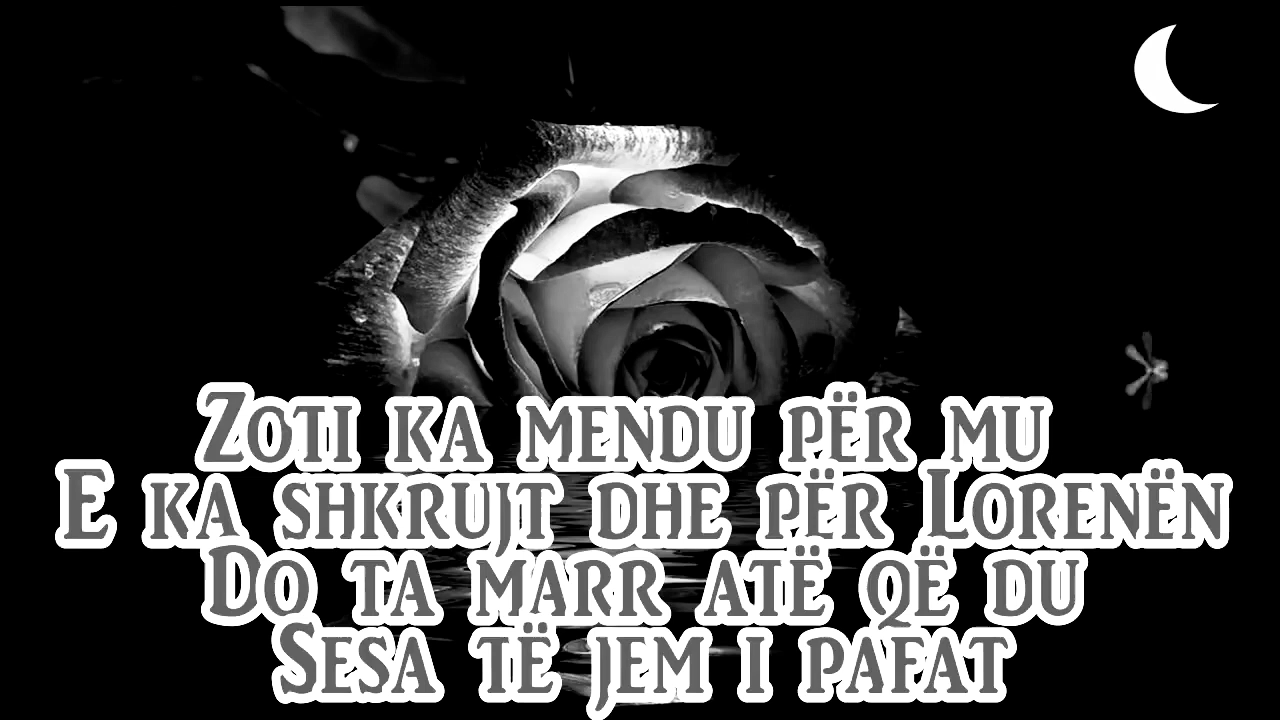 Zoti ka mendu për mu
E ka shkrujt dhe për Lorenën
Do ta marr atë që du
Sesa të jem i pafat